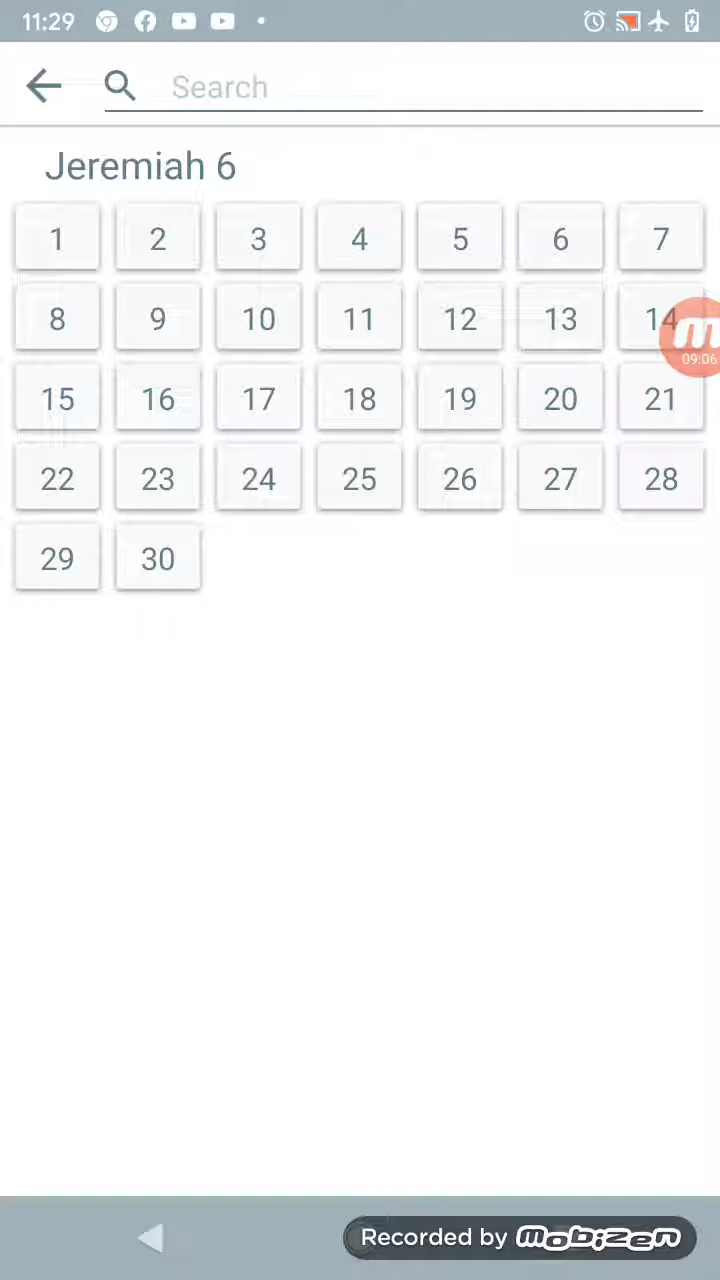 11:29
Search
Jeremiah 6
1 2 3 4 5 6 7
8 9 10 11 12 13 14
m
09:06
15 16 17 18 19 20 21
22 23 24 25 26 27 28
29 30
Recorded by mobizen